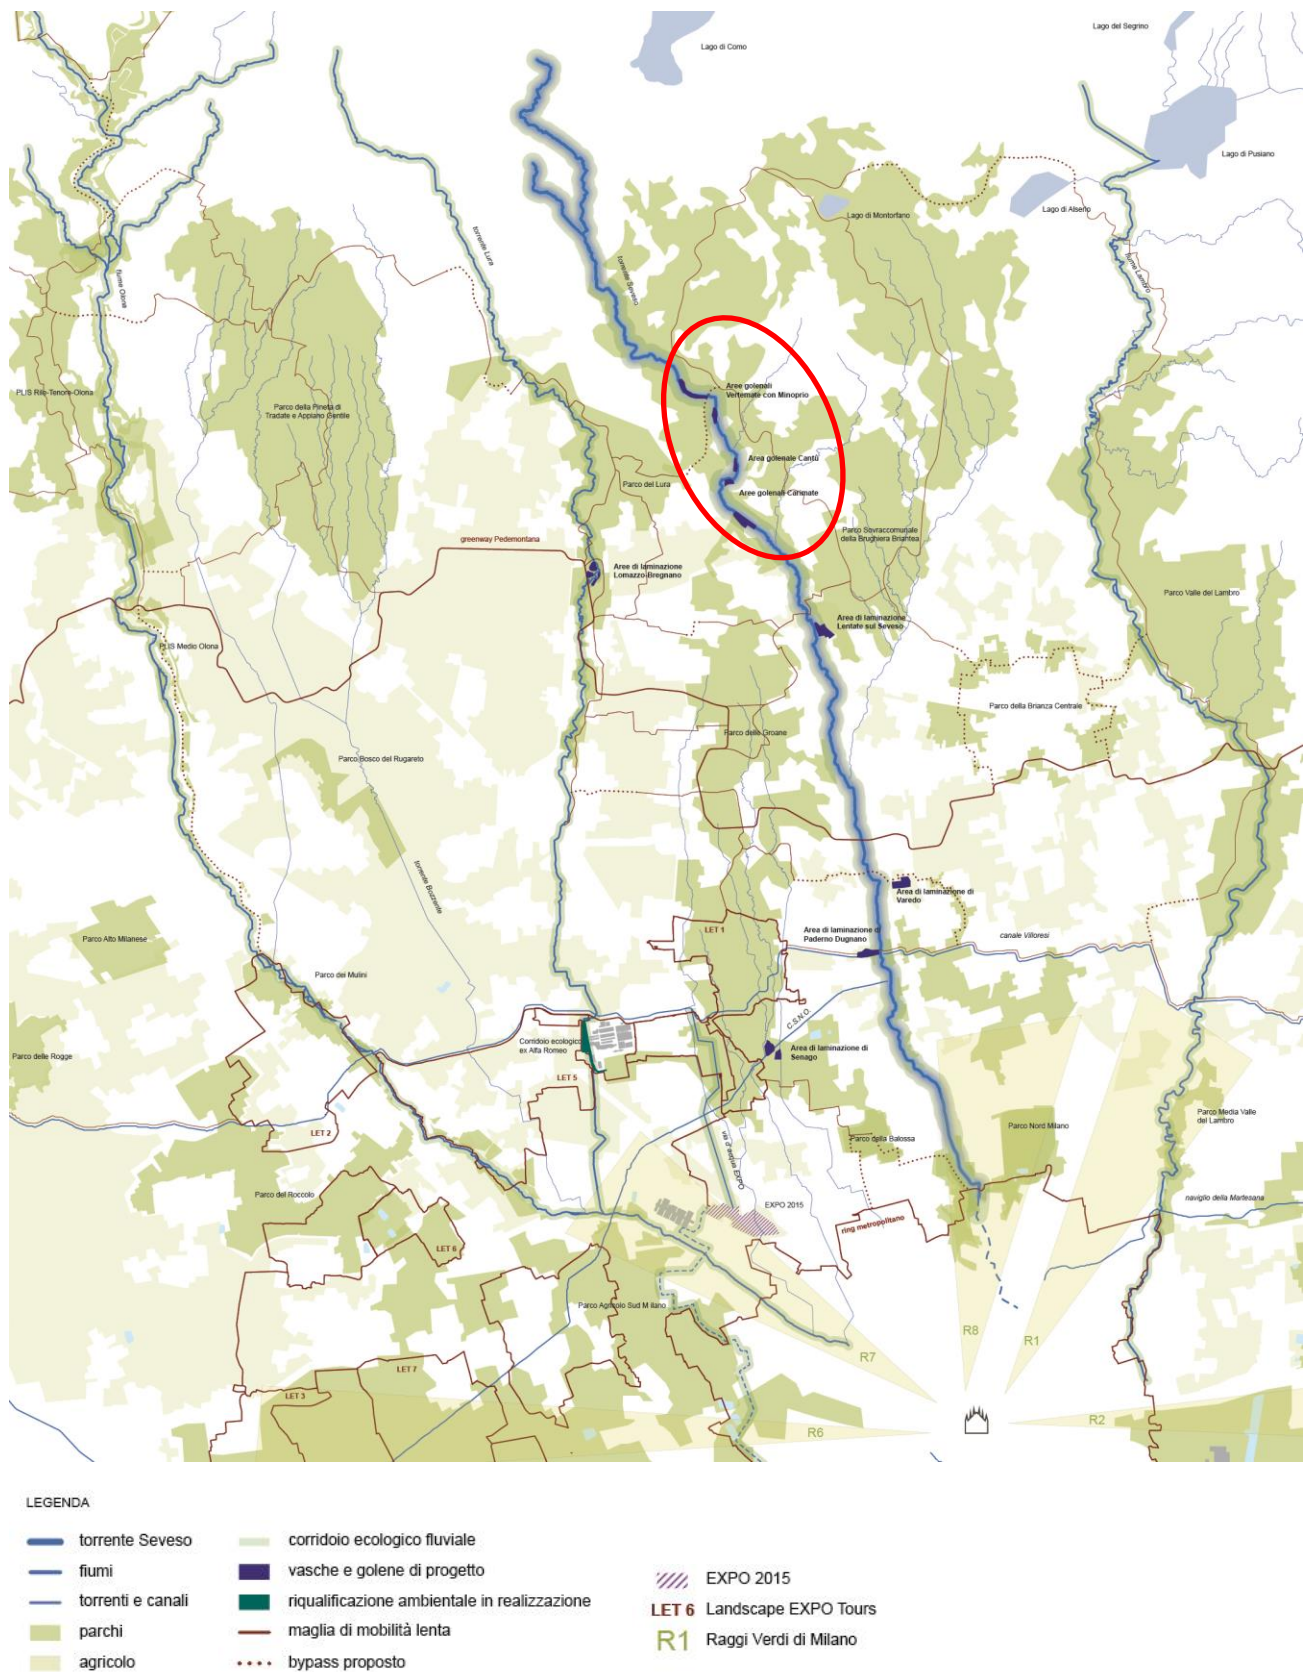 Lago di Como
Lago del Segrino
Lago di Pusiano
Lago di Alserio
Lago di Montorfano
torrente Lura
torrente Seveso
fiume Olona
fiume Lambro
PLIS Rile-Tenore-Olona
Parco della Pineta di
Tradate e Appiano Gentile
Aree golenali
Vertemate con Minoprio
Area golenale Cantù
Aree golenali Carimate
Parco del Lura
Parco Sovraccomunale
della Brughiera Briantea
greenway Pedemontana
Aree di laminazione
Lomazzo-Bregnano
Parco Valle del Lambro
Area di laminazione
Lentate sul Seveso
PLIS Medio Olona
Parco della Brianza Centrale
Parco delle Groane
Parco Bosco del Rugareto
torrente Bozzente
Area di laminazione di
Varedo
Parco Alto Milanese
LET 1
Area di laminazione di
Paderno Dugnano
canale Villoresi
Parco dei Mulini
C.S.N.O.
Corridoio ecologico
ex Alfa Romeo
Area di laminazione di
Senago
Parco delle Rogge
LET 5
LET 2
Parco della Balossa
Parco Nord Milano
Parco Media Valle
del Lambro
via d'acqua EXPO
Parco del Roccolo
EXPO 2015
naviglio della Martesana
ring metropolitano
LET 6
Parco Agricolo Sud Milano
R8
R1
R7
LET 7
LET 3
R6
R2
LEGENDA
torrente Seveso
fiumi
torrenti e canali
parchi
agricolo
corridoio ecologico fluviale
vasche e golene di progetto
riqualificazione ambientale in realizzazione
maglia di mobilità lenta
bypass proposto
EXPO 2015
LET 6 Landscape EXPO Tours
R1 Raggi Verdi di Milano